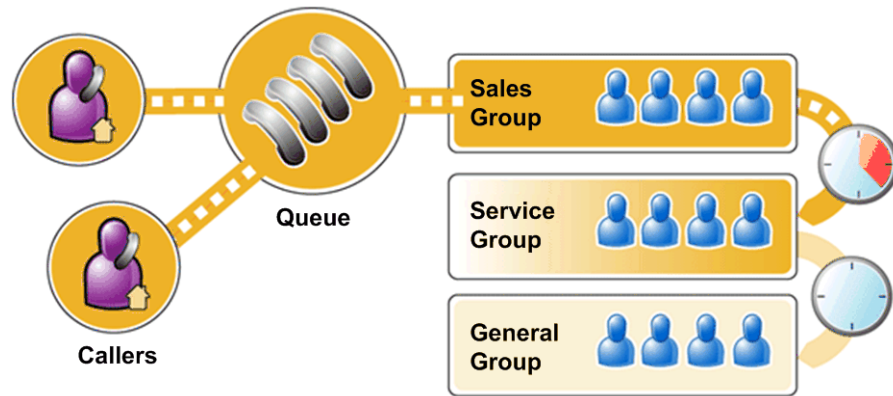 Sales
Group
Queue
Service
Group
Callers
General
Group